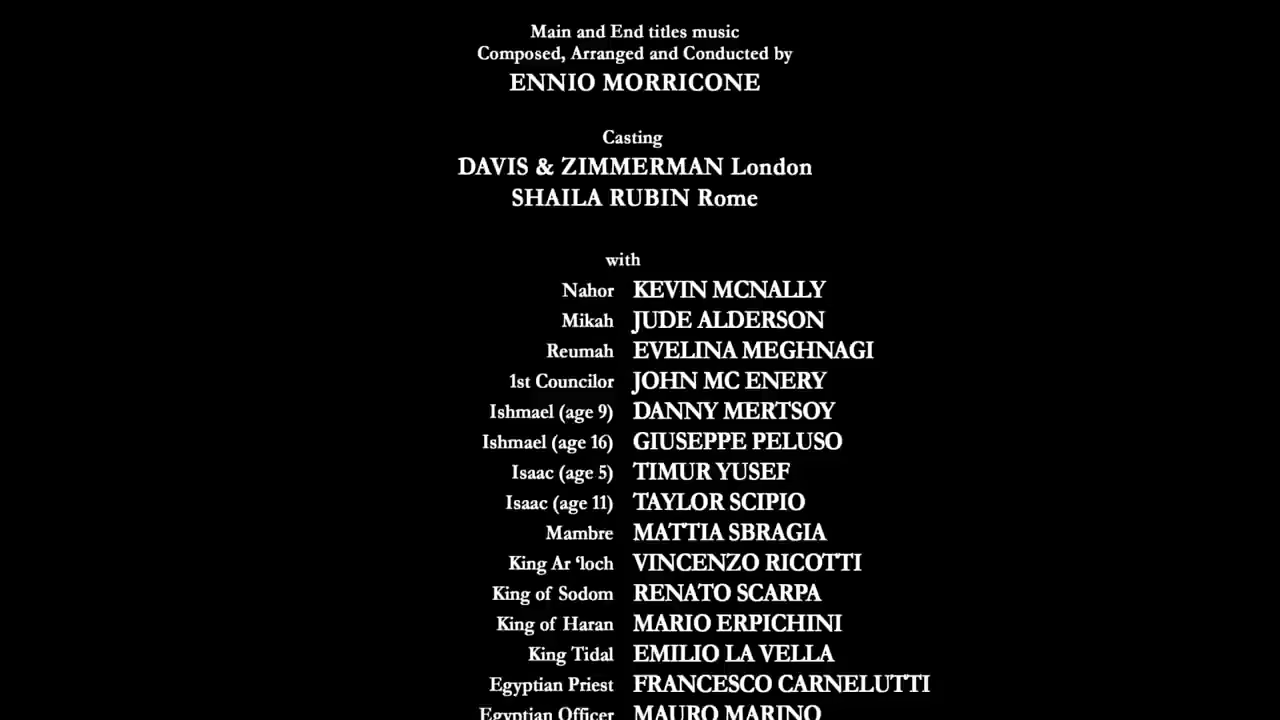 Main and End titles music
Composed, Arranged and Conducted by
ENNIO MORRICONE
Casting
DAVIS & ZIMMERMAN London
SHAILA RUBIN Rome
with
Nahor KEVIN MCNALLY
Mikah JUDE ALDERSON
Reumah EVELINA MEGHNAGI
1st Councilor JOHN MC ENERY
Ishmael (age 9) DANNY MERTSOY
Ishmael (age 16) GIUSEPPE PELUSO
Isaac (age 5) TIMUR YUSEF
Isaac (age 11) TAYLOR SCIPIO
Mambre MATTIA SBRAGIA
King Ar ‘loch VINCENZO RICOTTI
King of Sodom RENATO SCARPA
King of Haran MARIO ERPICHINI
King Tidal EMILIO LA VELLA
Egyptian Priest FRANCESCO CARNELUTTI
Egyptian Officer MAURO MARINO